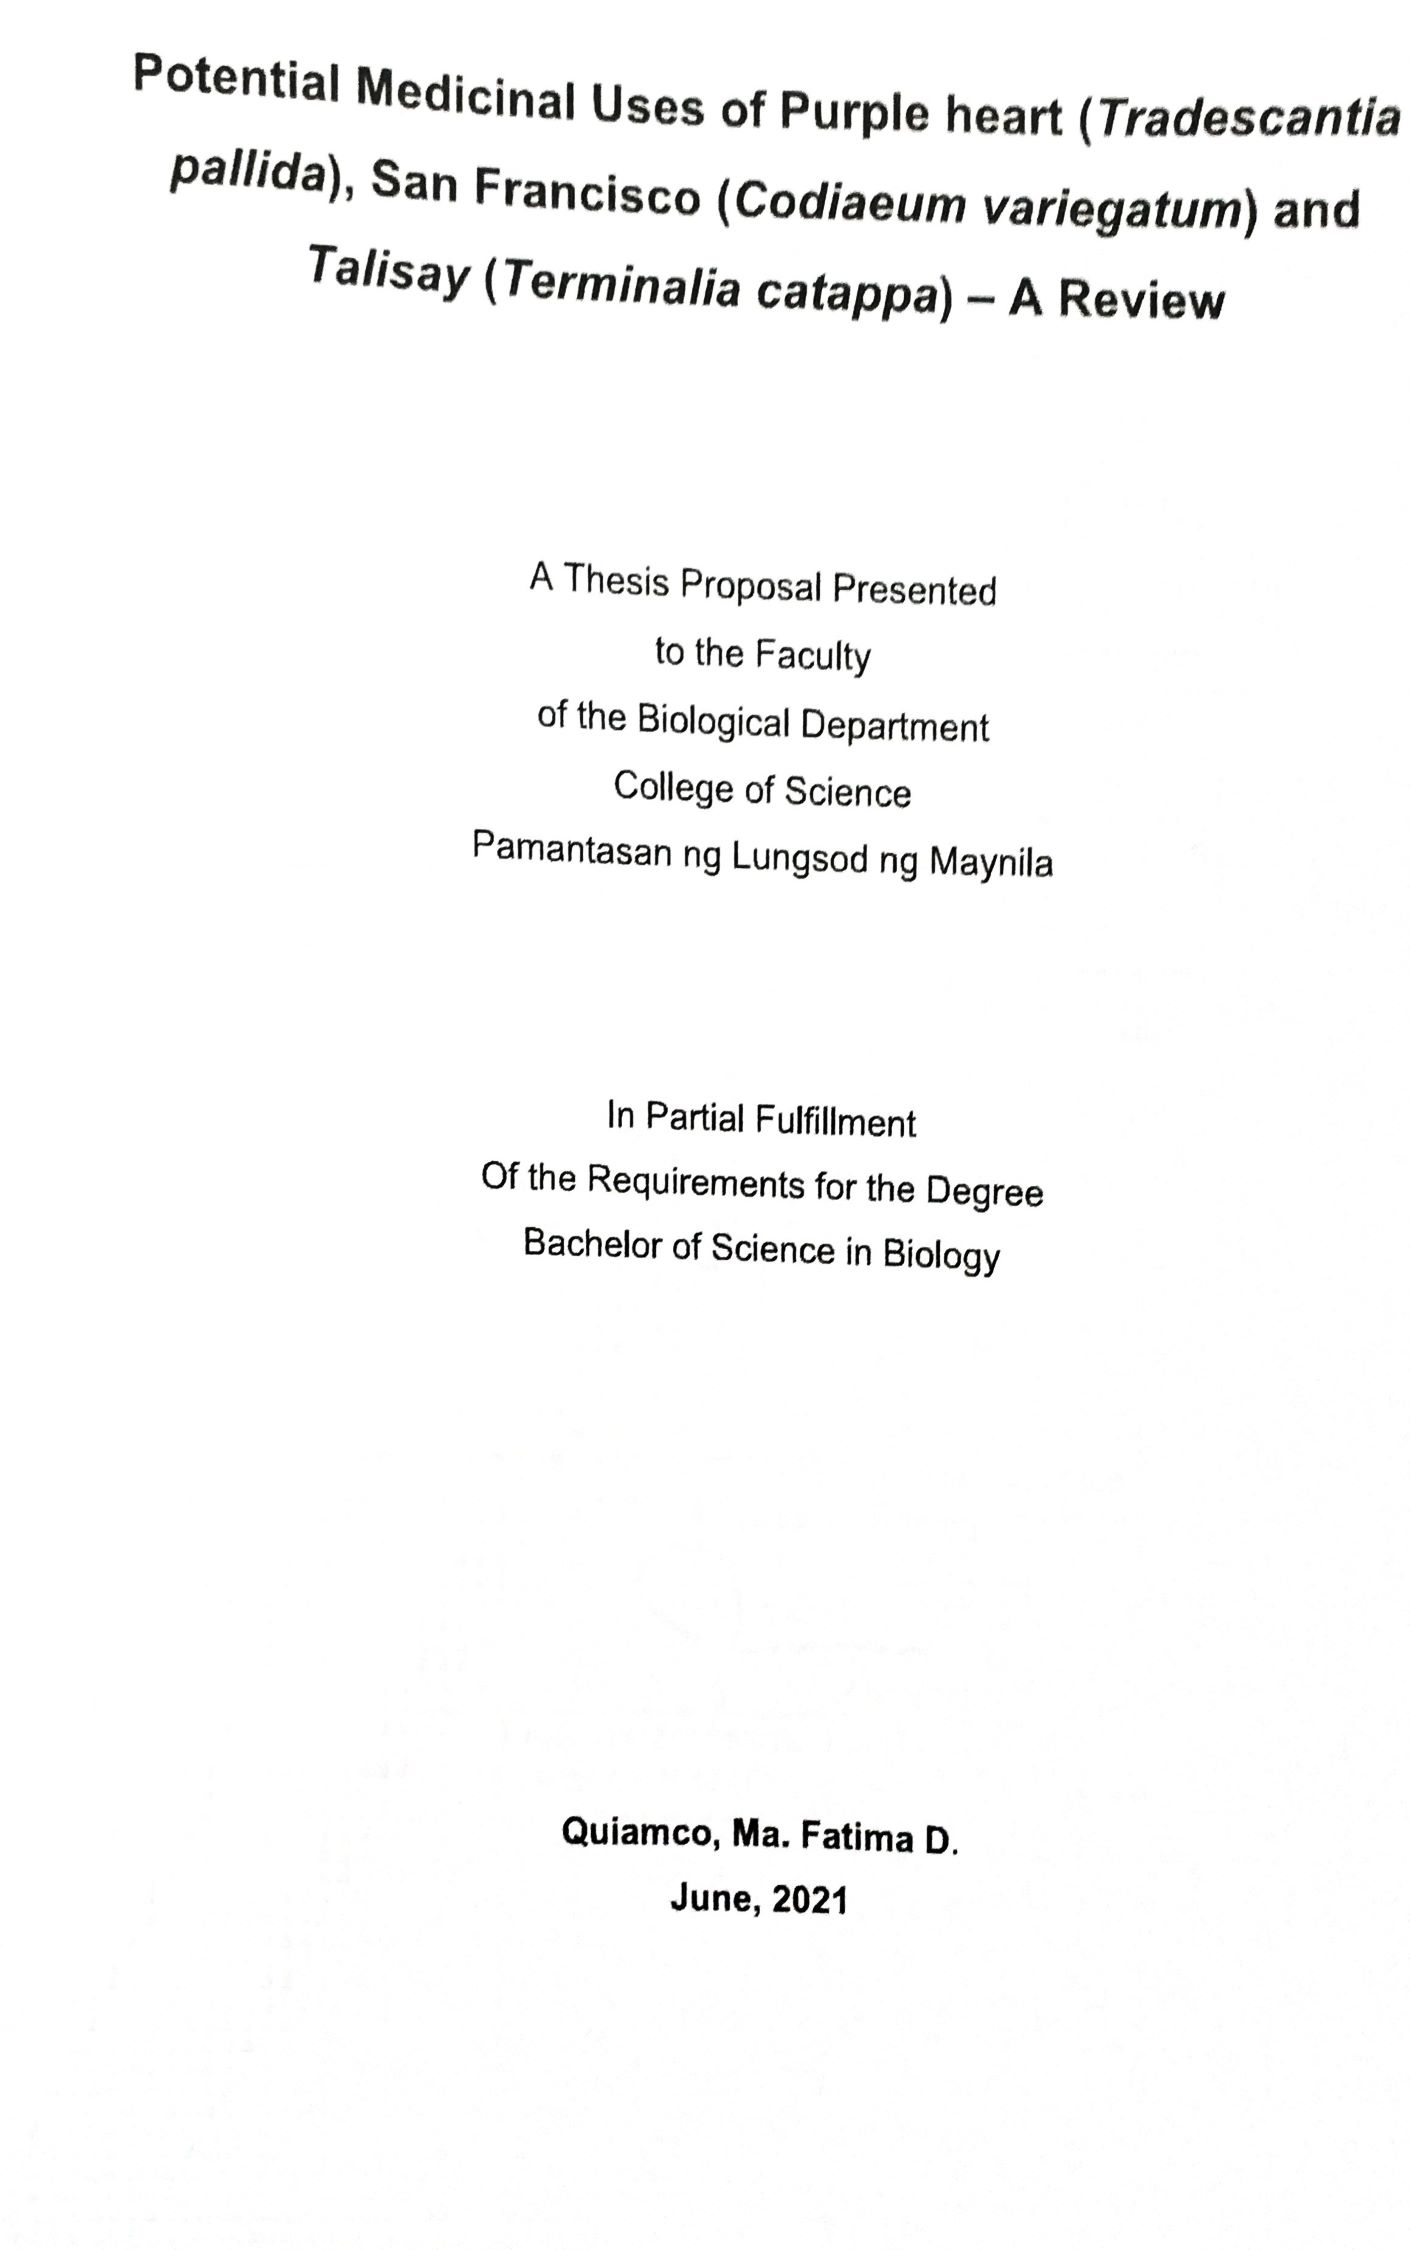 Potential Medicinal Uses of Purple heart (Tradescantia
pallida), San Francisco (Codiaeum variegatum) and
Talisay (Terminalia catappa) – A Review
A Thesis Proposal Presented
to the Faculty
of the Biological Department
College of Science
Pamantasan ng Lungsod ng Maynila
In Partial Fulfillment
Of the Requirements for the Degree
Bachelor of Science in Biology
Quiamco, Ma. Fatima D.
June, 2021